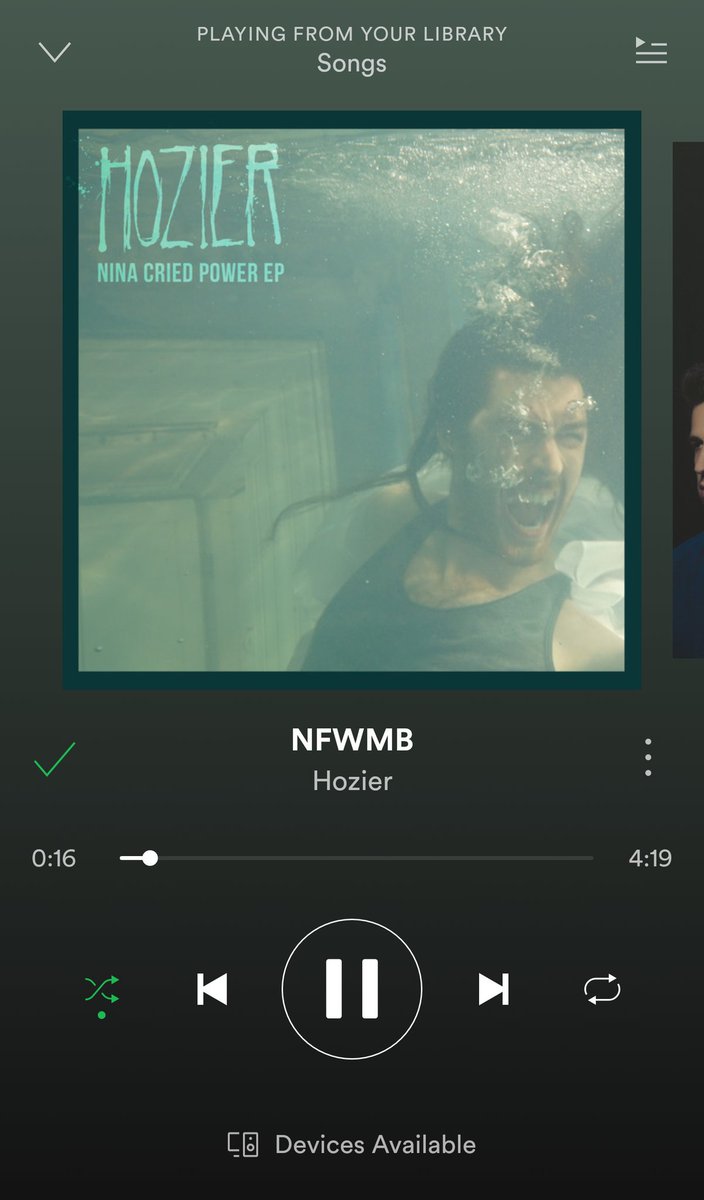 PLAYING FROM YOUR LIBRARY
Songs
HOZIER
NINA CRIED POWER EP
NFWMB
Hozier
0:16
4:19
Devices Available